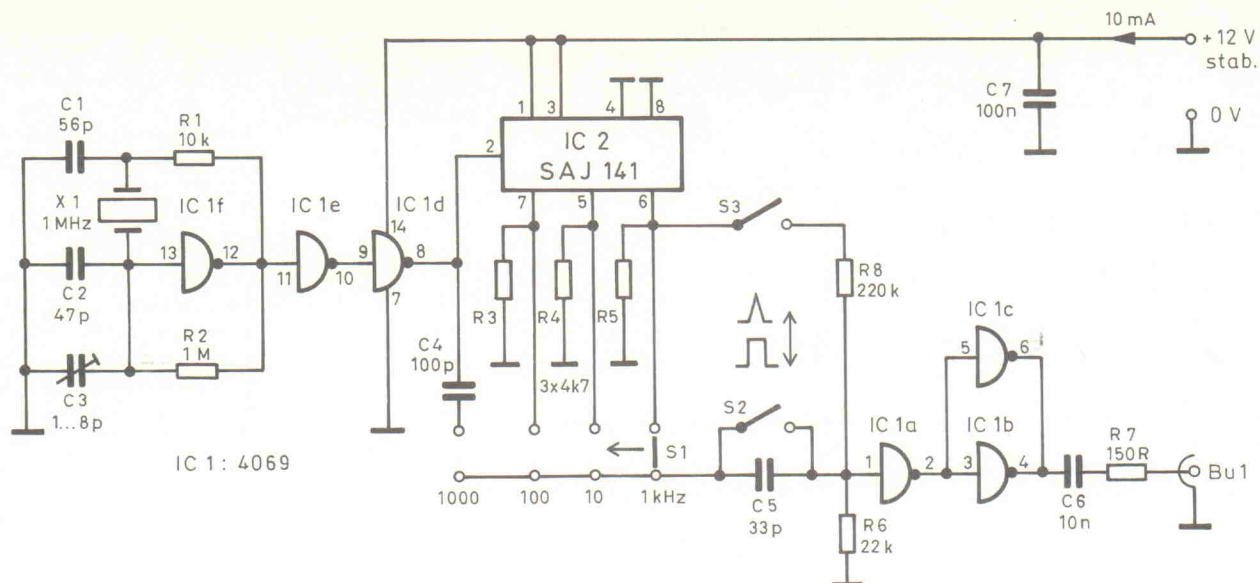 10 mA
+12 V
stab.
0 V
C7
100n
C1
56p
R1
10 k
X1
1 MHz
IC 1f
13
12
C2
47p
R2
1 M
C3
1...8p
IC 1 : 4069
IC 1e
11
10
IC 1d
14
9
8
7
1
3
4
8
2
IC 2
SAJ 141
7
5
6
R3
R4
R5
3x4k7
C4
100p
S3
R8
220k
S1
S2
1000
100
10
1 kHz
C5
33p
IC 1a
1
2
R6
22k
IC 1c
5
6
IC 1b
3
4
C6
10n
R7
150R
Bu1